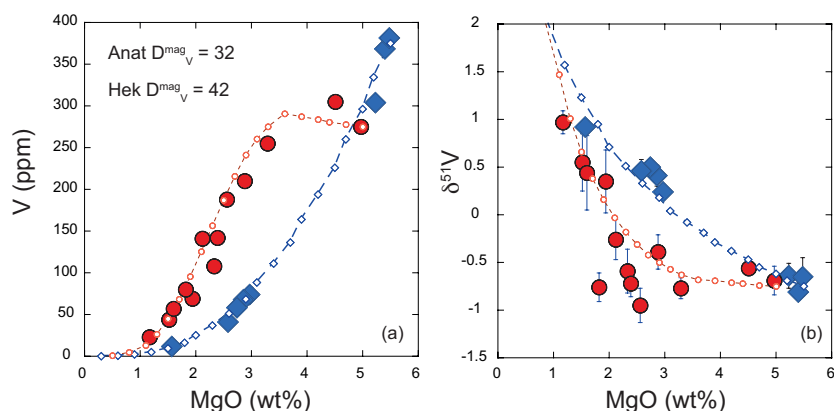 400
350
300
250
200
150
100
50
0
V (ppm)
Anat D^mag_V = 32
Hek D^mag_V = 42
(a)
0 1 2 3 4 5 6
MgO (wt%)
2
1.5
1
0.5
0
-0.5
-1
-1.5
δ^51V
(b)
0 1 2 3 4 5 6
MgO (wt%)